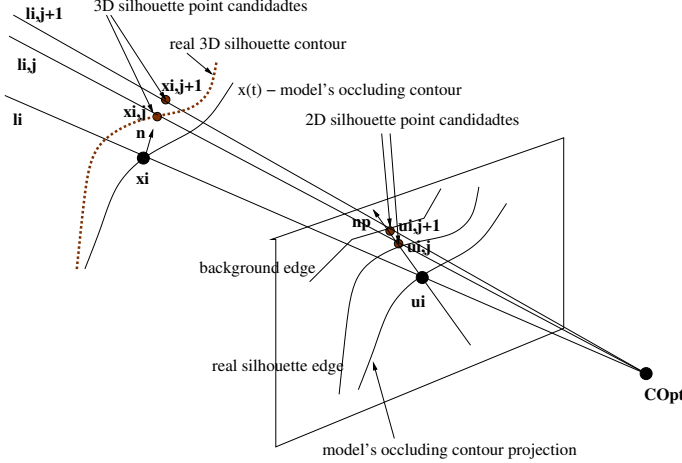 3D silhouette point candidadtes
li,j+1
real 3D silhouette contour
li,j
xi,j+1
x(t) − model's occluding contour
xi,j
li
n
2D silhouette point candidadtes
xi
np
ui,j+1
ui,j
background edge
ui
real silhouette edge
COpt
model's occluding contour projection